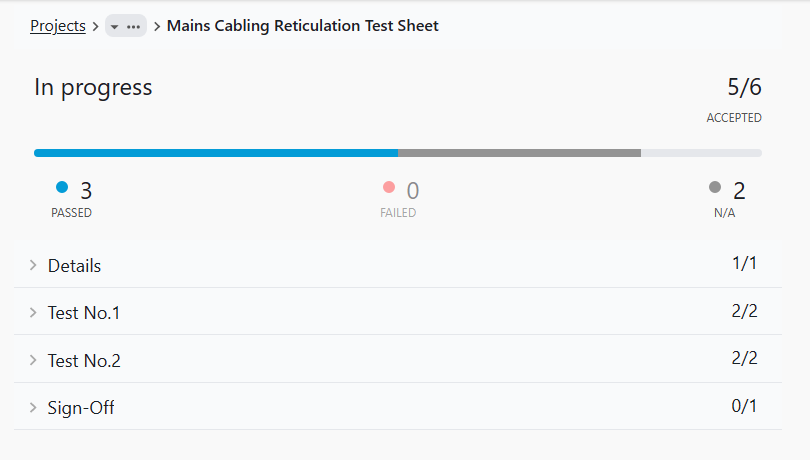 Projects > ... > Mains Cabling Reticulation Test Sheet
In progress 5/6
ACCEPTED
3 0 2
PASSED FAILED N/A
Details 1/1
Test No.1 2/2
Test No.2 2/2
Sign-Off 0/1